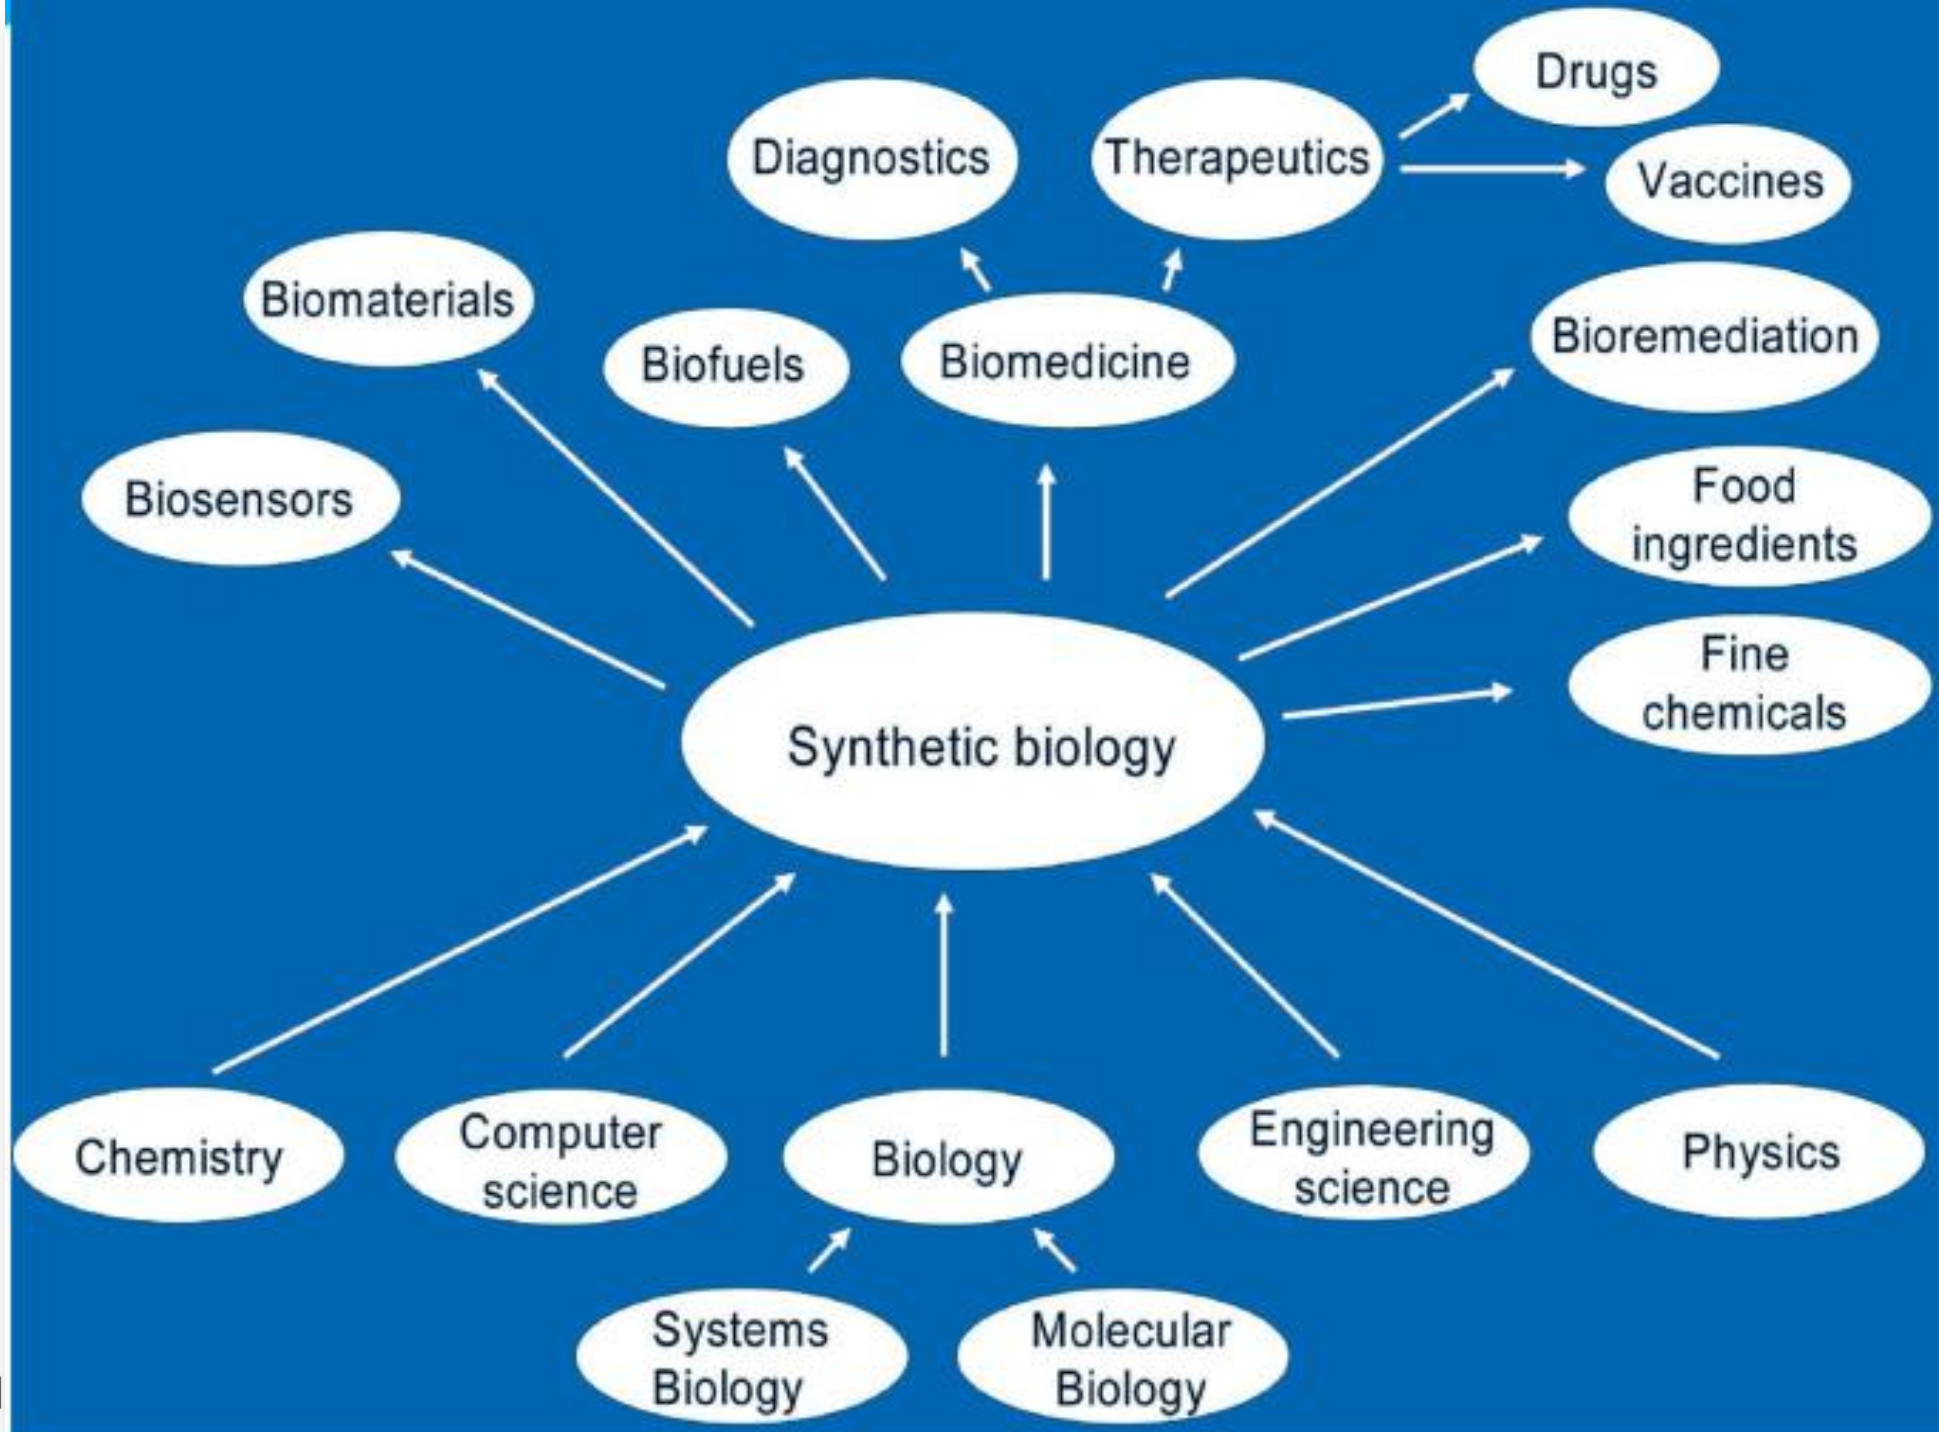 Drugs
Diagnostics
Therapeutics
Vaccines
Biomaterials
Biofuels
Biomedicine
Bioremediation
Biosensors
Food
ingredients
Fine
chemicals
Synthetic biology
Chemistry
Computer
science
Biology
Engineering
science
Physics
Systems
Biology
Molecular
Biology